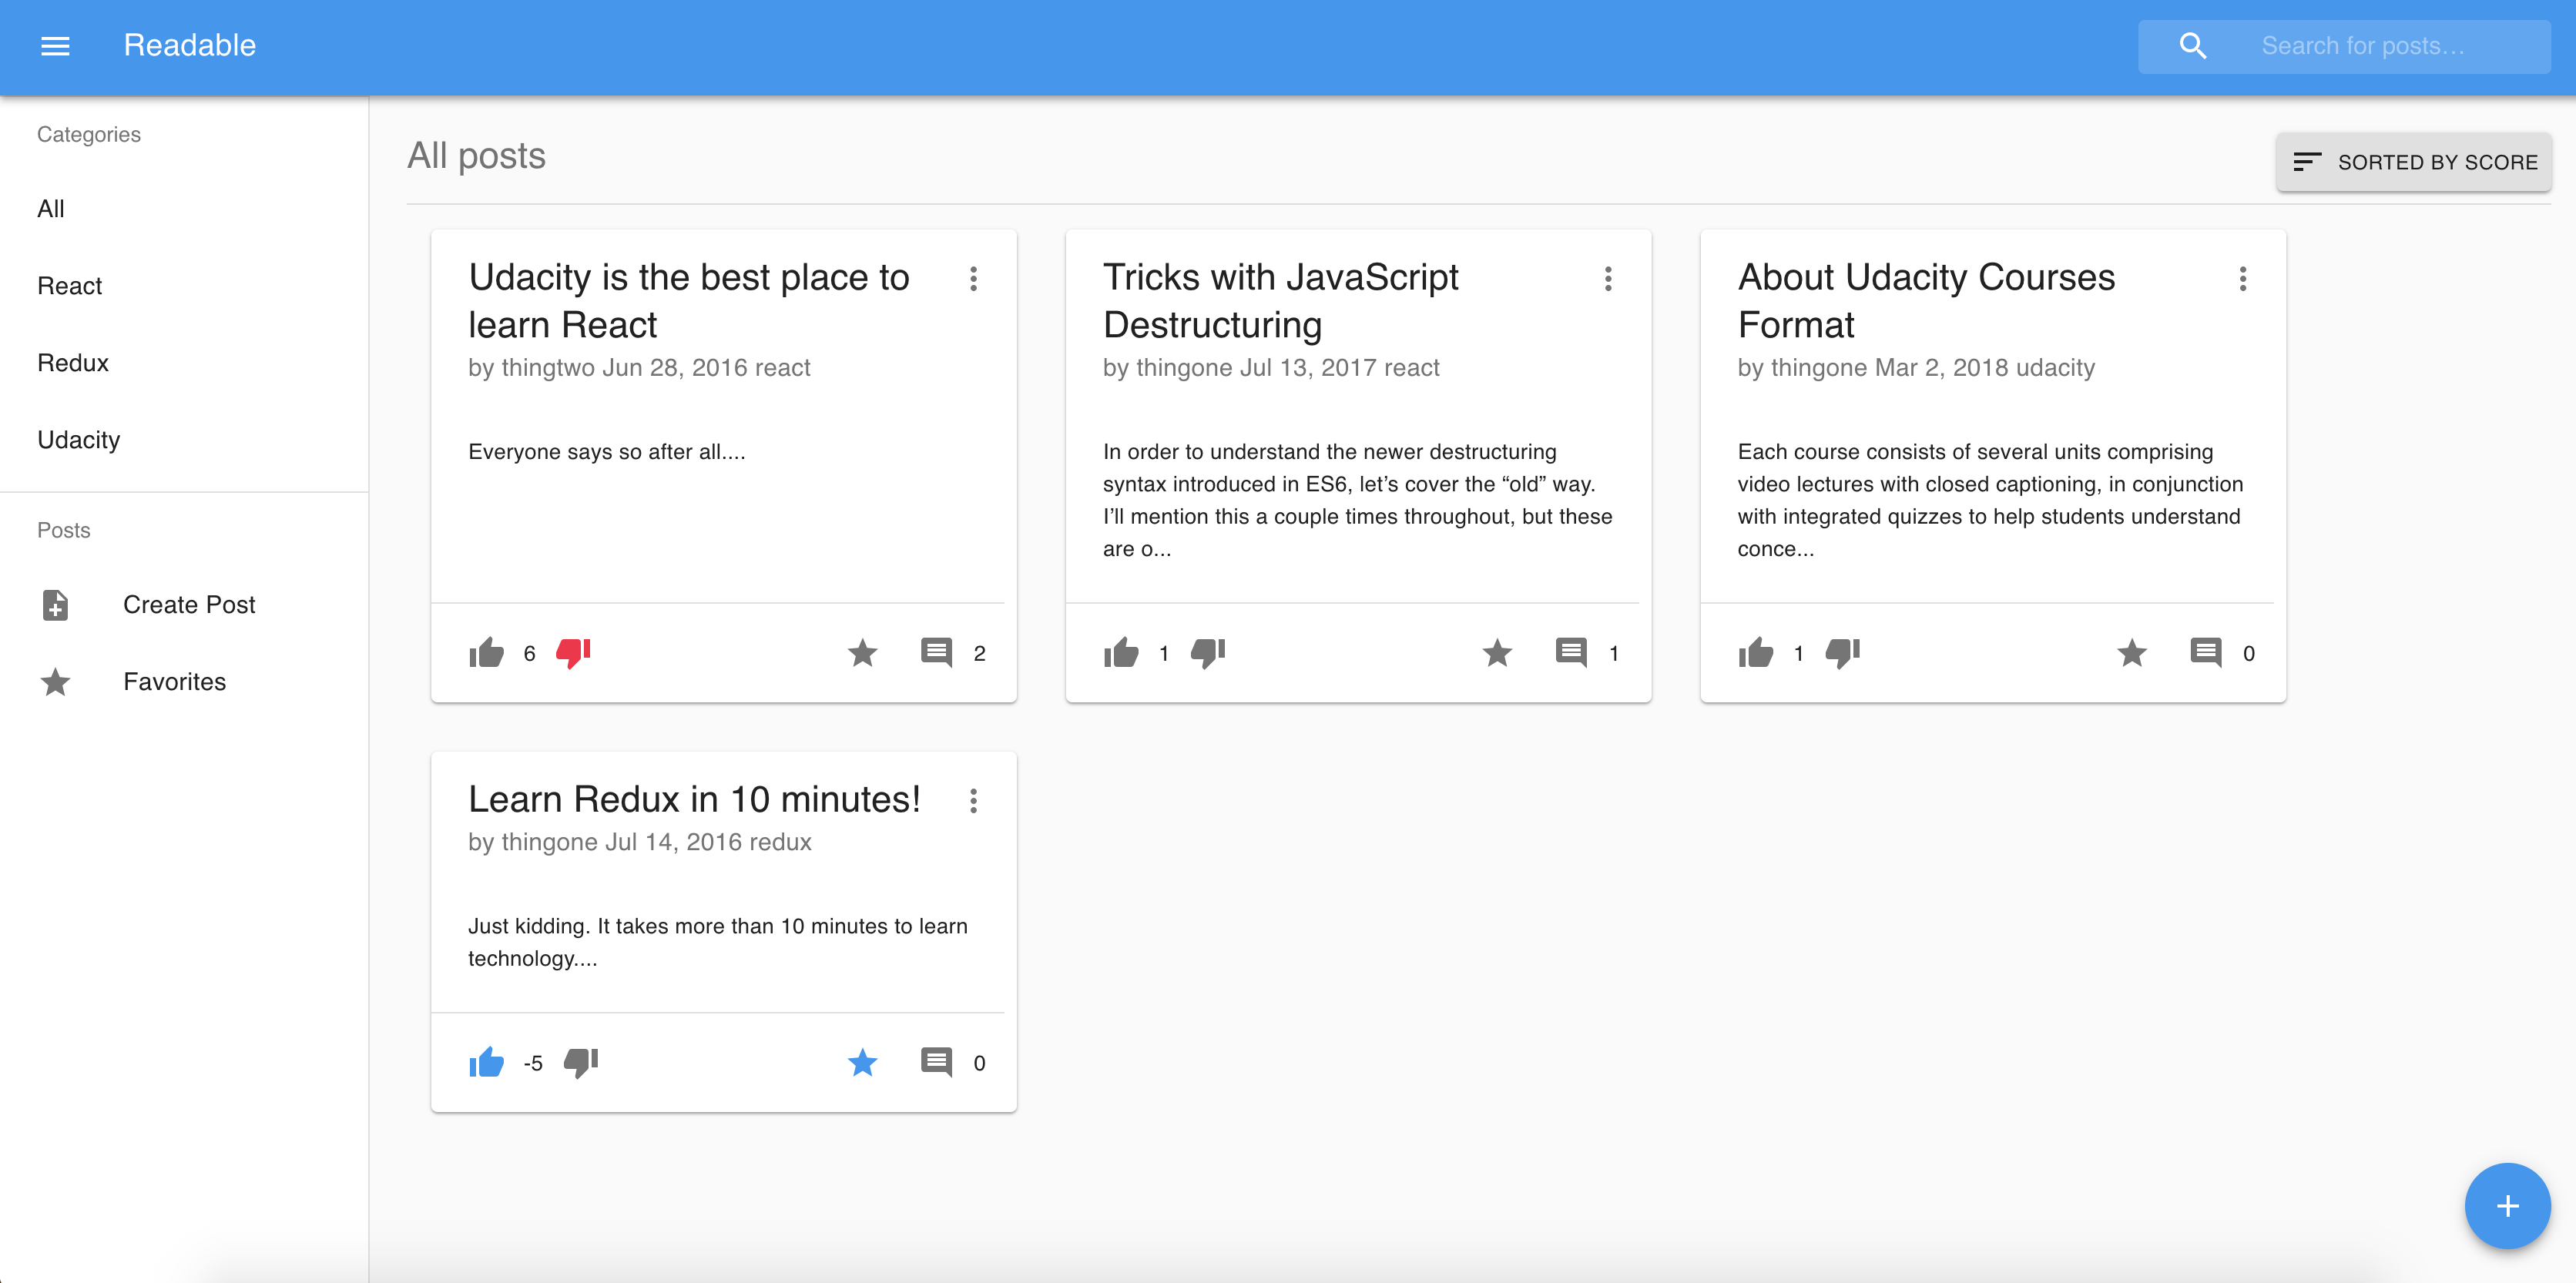 Readable
Search for posts...
Categories
All
React
Redux
Udacity
Posts
Create Post
Favorites
All posts
SORTED BY SCORE
Udacity is the best place to
learn React
by thingtwo Jun 28, 2016 react
Everyone says so after all....
6
2
Tricks with JavaScript
Destructuring
by thingone Jul 13, 2017 react
In order to understand the newer destructuring
syntax introduced in ES6, let’s cover the “old” way.
I’ll mention this a couple times throughout, but these
are o...
1
1
About Udacity Courses
Format
by thingone Mar 2, 2018 udacity
Each course consists of several units comprising
video lectures with closed captioning, in conjunction
with integrated quizzes to help students understand
conce...
1
0
Learn Redux in 10 minutes!
by thingone Jul 14, 2016 redux
Just kidding. It takes more than 10 minutes to learn
technology....
-5
0